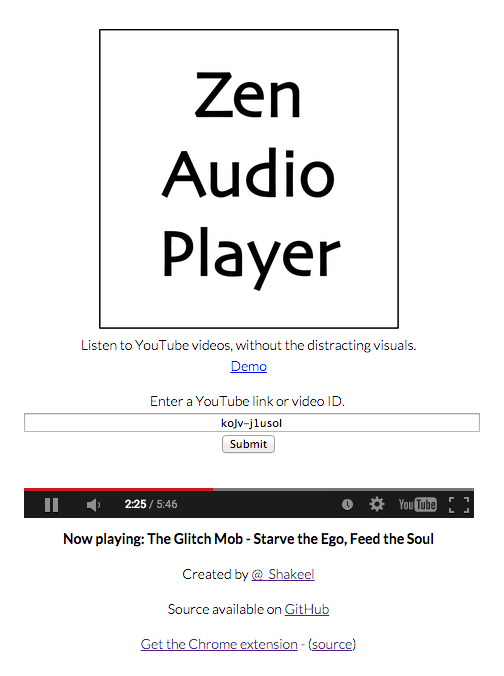 Zen
Audio
Player
Listen to YouTube videos, without the distracting visuals.
Demo
Enter a YouTube link or video ID.
koJv-j1usoI
Submit
2:25 / 5:46
YouTube
Now playing: The Glitch Mob - Starve the Ego, Feed the Soul
Created by @_Shakeel
Source available on GitHub
Get the Chrome extension - (source)